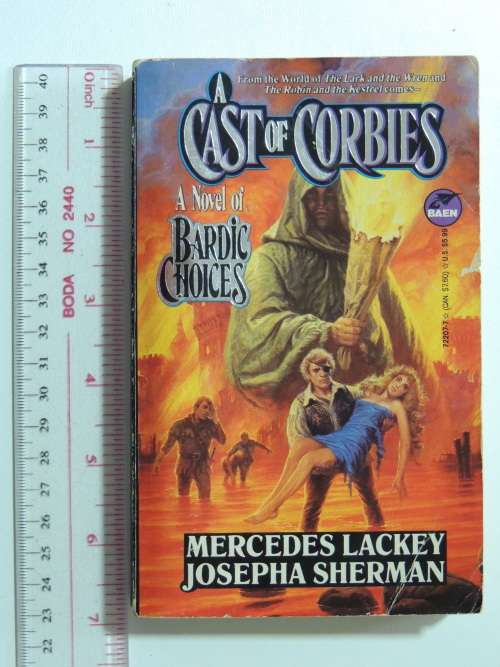 From the World of The Lark and the Wren and
The Robin and the Kestrel comes—
A
CAST OF CORBIES
A Novel of
BARDIC
CHOICES
BAEN
72207-7 ☆ (CAN. $7.50) ☆ U.S. $5.99
MERCEDES LACKEY
JOSEPHA SHERMAN
BODA NO 2440
0 inch
1
2
3
4
5
6
7
40
39
38
37
36
35
34
33
32
31
30
29
28
27
26
25
24
23
22